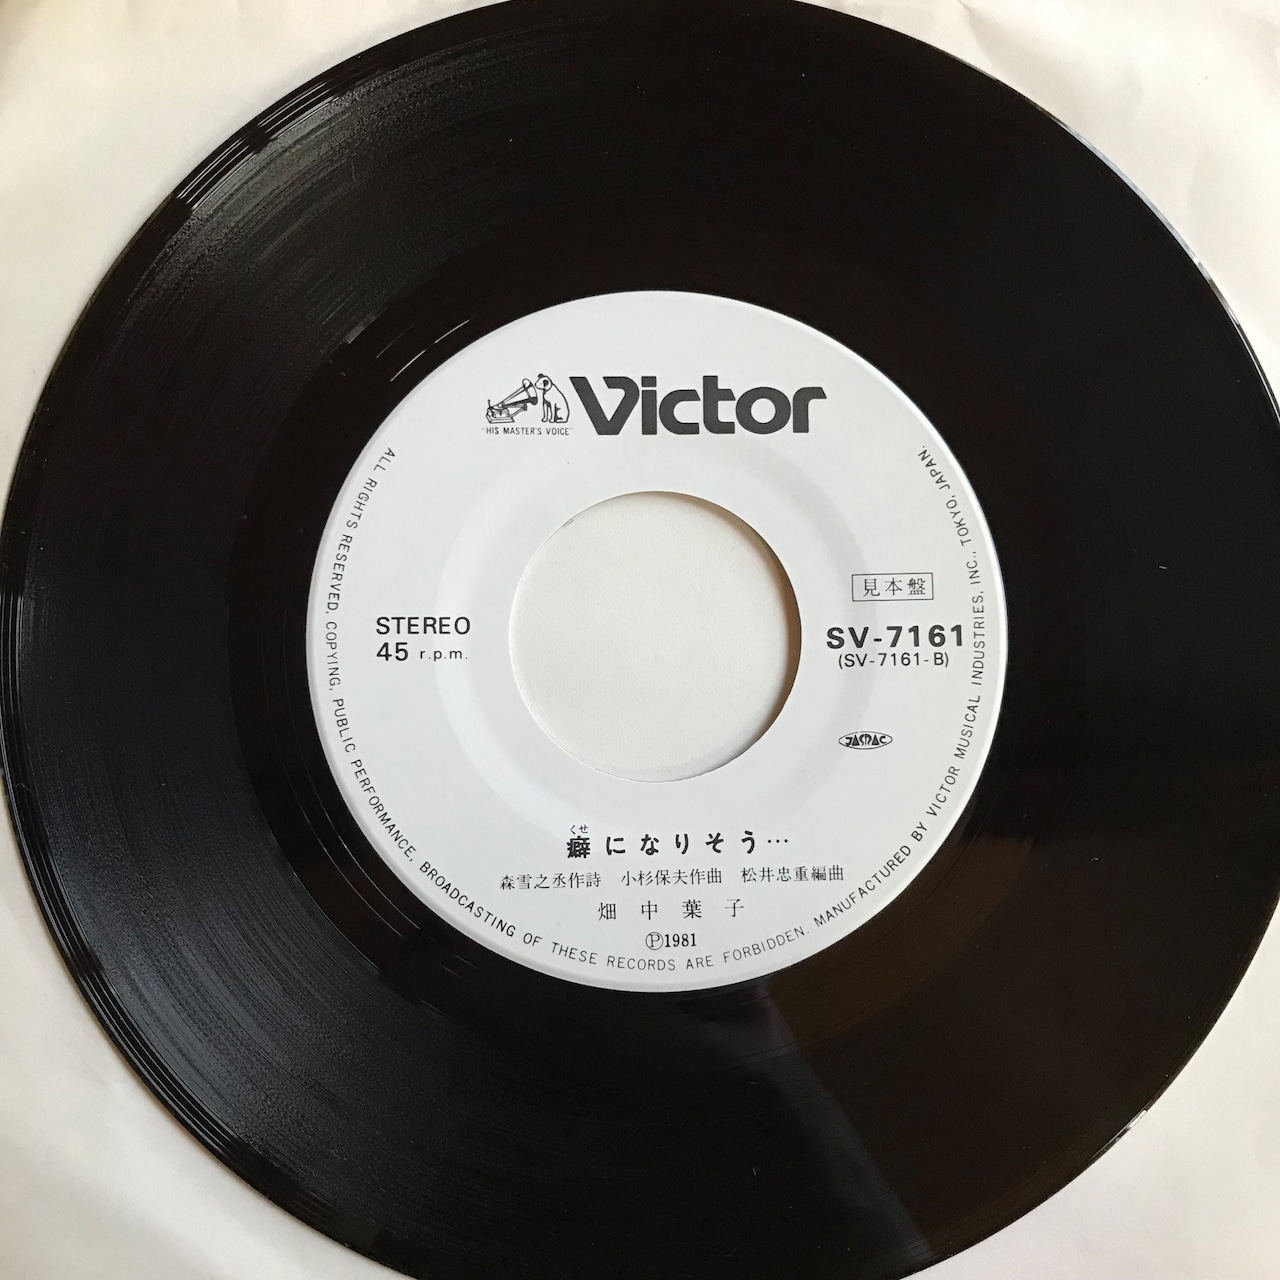 Victor
"HIS MASTER'S VOICE"
見本盤
STEREO
45 r.p.m.
SV-7161
(SV-7161-B)
JASRAC
くせ
癖になりそう…
森雪之丞作詩 小杉保夫作曲 松井忠重編曲
畑中葉子
Ⓟ1981
ALL RIGHTS RESERVED, COPYING, PUBLIC PERFORMANCE, BROADCASTING OF THESE RECORDS ARE FORBIDDEN. MANUFACTURED BY VICTOR MUSICAL INDUSTRIES, INC., TOKYO, JAPAN.